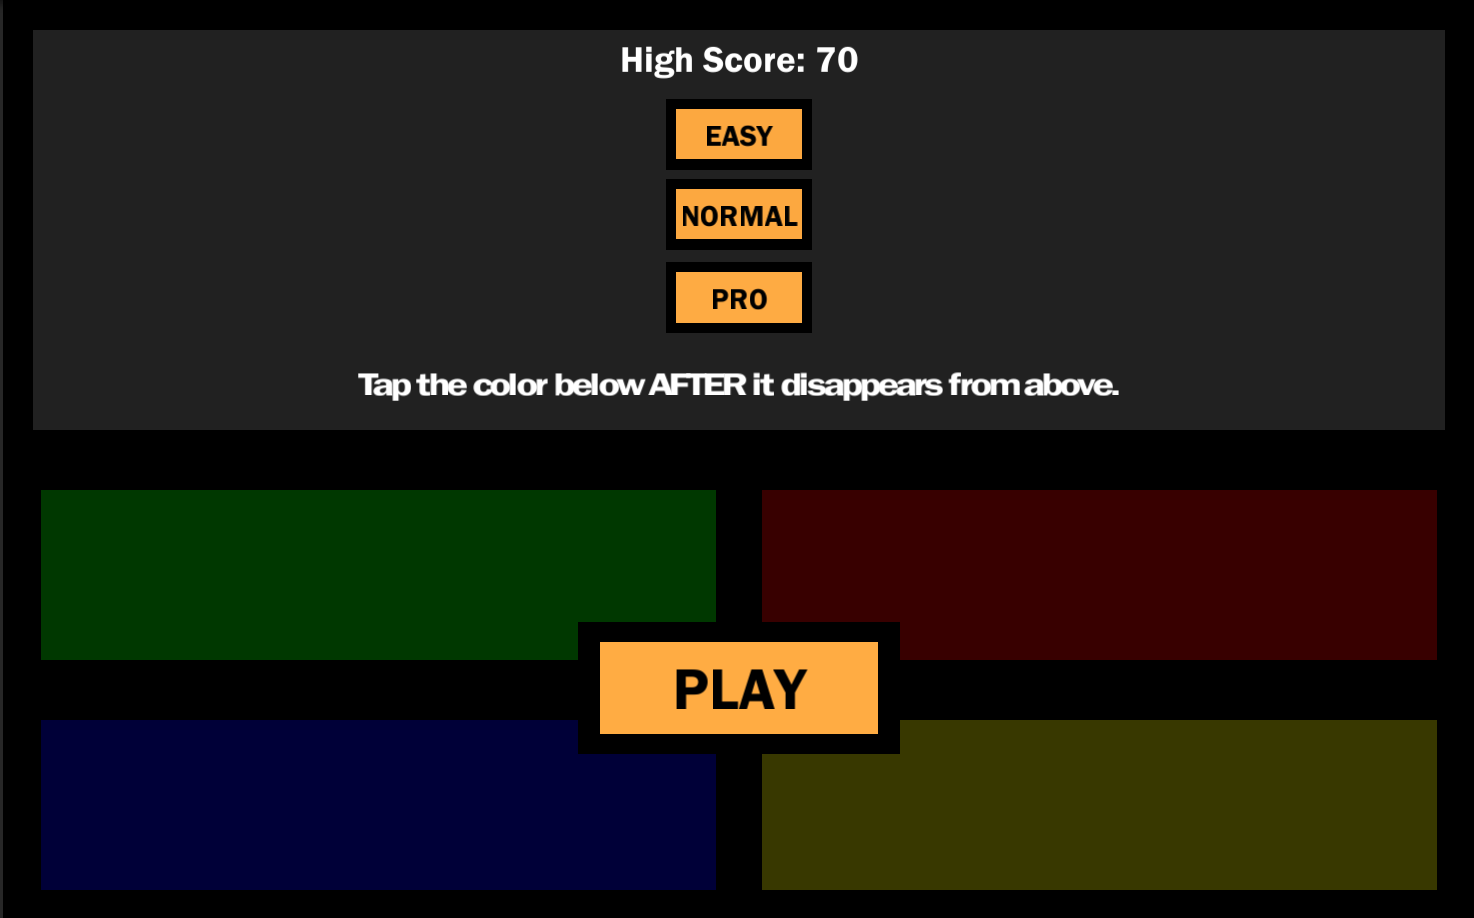 High Score: 70
EASY
NORMAL
PRO
Tap the color below AFTER it disappears from above.
PLAY